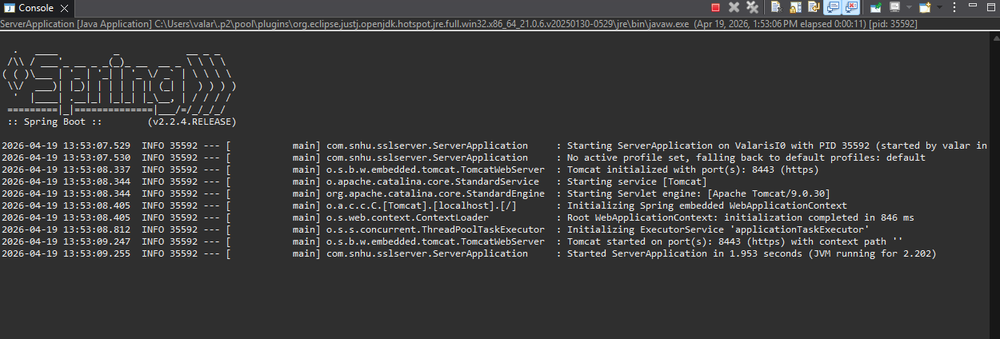 Console
ServerApplication [Java Application] C:\Users\valar\.p2\pool\plugins\org.eclipse.justj.openjdk.hotspot.jre.full.win32.x86_64_21.0.6.v20250130-0529\jre\bin\javaw.exe (Apr 19, 2026, 1:53:06 PM elapsed 0:00:11) [pid: 35592]
  .   ____          _            __ _ _
 /\\ / ___'_ __ _ _(_)_ __  __ _ \ \ \ \
( ( )\___ | '_ | '_| | '_ \/ _` | \ \ \ \
 \\/  ___)| |_)| | | | | || (_| |  ) ) ) )
  '  |____| .__|_| |_|_| |_\__, | / / / /
 =========|_|==============|___/=/_/_/_/
 :: Spring Boot ::        (v2.2.4.RELEASE)
2026-04-19 13:53:07.529  INFO 35592 --- [           main] com.snhu.sslserver.ServerApplication     : Starting ServerApplication on ValarisI0 with PID 35592 (started by valar in
2026-04-19 13:53:07.530  INFO 35592 --- [           main] com.snhu.sslserver.ServerApplication     : No active profile set, falling back to default profiles: default
2026-04-19 13:53:08.337  INFO 35592 --- [           main] o.s.b.w.embedded.tomcat.TomcatWebServer  : Tomcat initialized with port(s): 8443 (https)
2026-04-19 13:53:08.344  INFO 35592 --- [           main] o.apache.catalina.core.StandardService   : Starting service [Tomcat]
2026-04-19 13:53:08.344  INFO 35592 --- [           main] org.apache.catalina.core.StandardEngine  : Starting Servlet engine: [Apache Tomcat/9.0.30]
2026-04-19 13:53:08.405  INFO 35592 --- [           main] o.a.c.c.C.[Tomcat].[localhost].[/]       : Initializing Spring embedded WebApplicationContext
2026-04-19 13:53:08.405  INFO 35592 --- [           main] o.s.web.context.ContextLoader            : Root WebApplicationContext: initialization completed in 846 ms
2026-04-19 13:53:08.812  INFO 35592 --- [           main] o.s.s.concurrent.ThreadPoolTaskExecutor  : Initializing ExecutorService 'applicationTaskExecutor'
2026-04-19 13:53:09.247  INFO 35592 --- [           main] o.s.b.w.embedded.tomcat.TomcatWebServer  : Tomcat started on port(s): 8443 (https) with context path ''
2026-04-19 13:53:09.255  INFO 35592 --- [           main] com.snhu.sslserver.ServerApplication     : Started ServerApplication in 1.953 seconds (JVM running for 2.202)